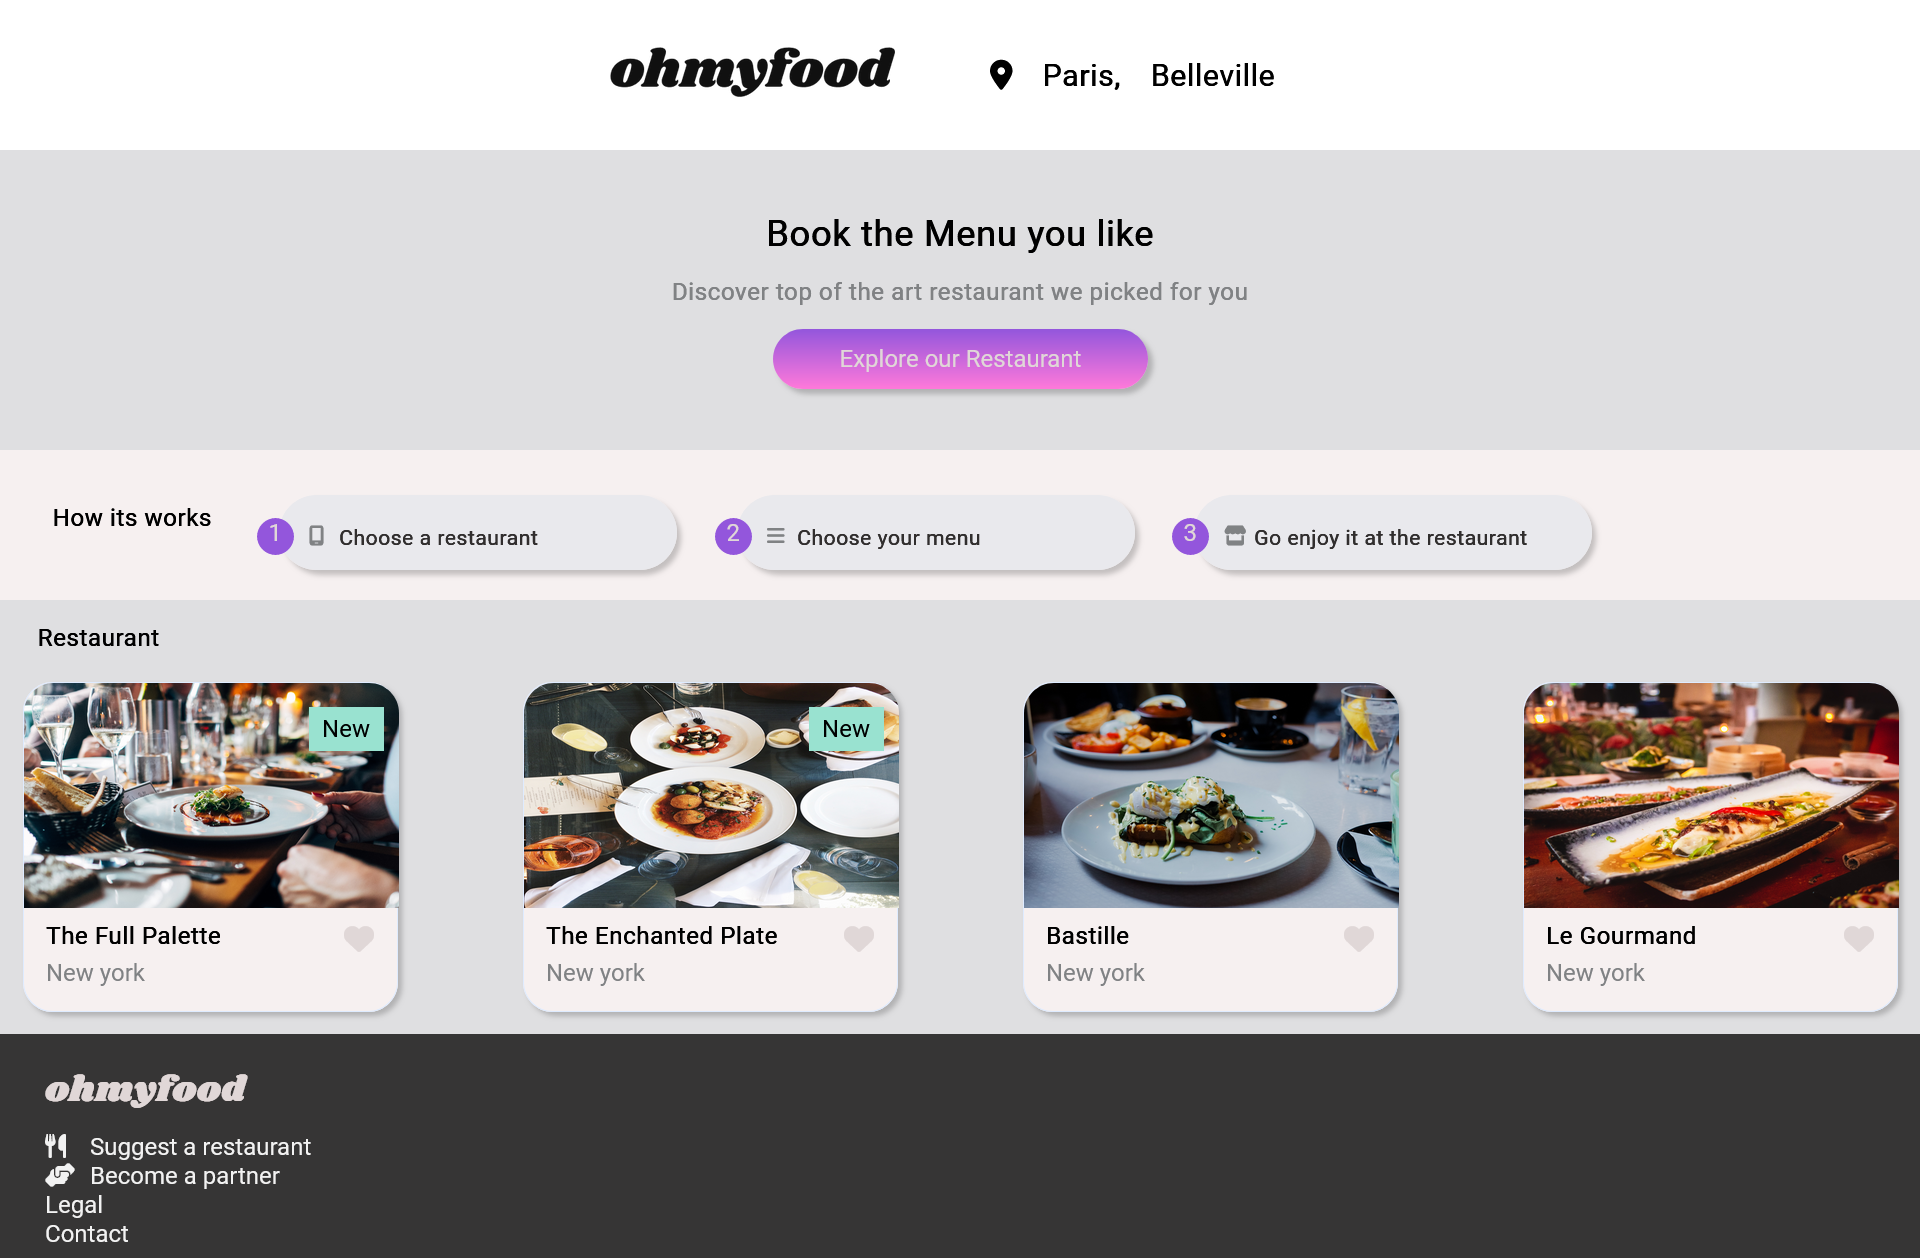 ohmyfood
Paris, Belleville
Book the Menu you like
Discover top of the art restaurant we picked for you
Explore our Restaurant
How its works
1 Choose a restaurant
2 Choose your menu
3 Go enjoy it at the restaurant
Restaurant
New
The Full Palette
New york
New
The Enchanted Plate
New york
Bastille
New york
Le Gourmand
New york
ohmyfood
Suggest a restaurant
Become a partner
Legal
Contact